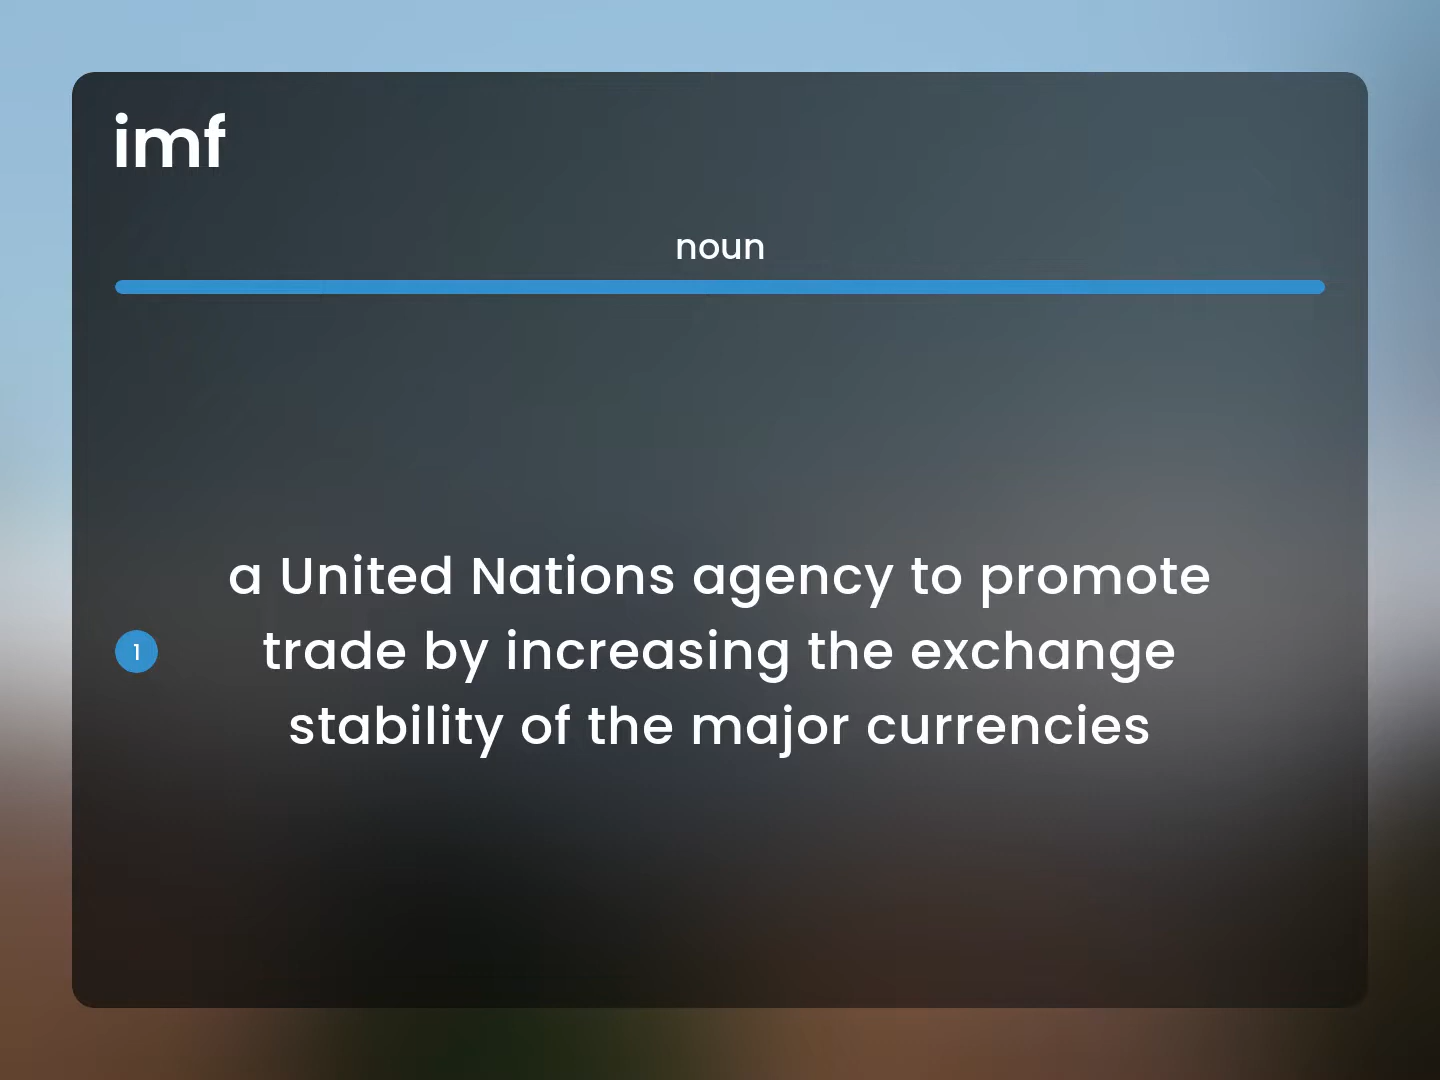 imf
noun
1
a United Nations agency to promote
trade by increasing the exchange
stability of the major currencies